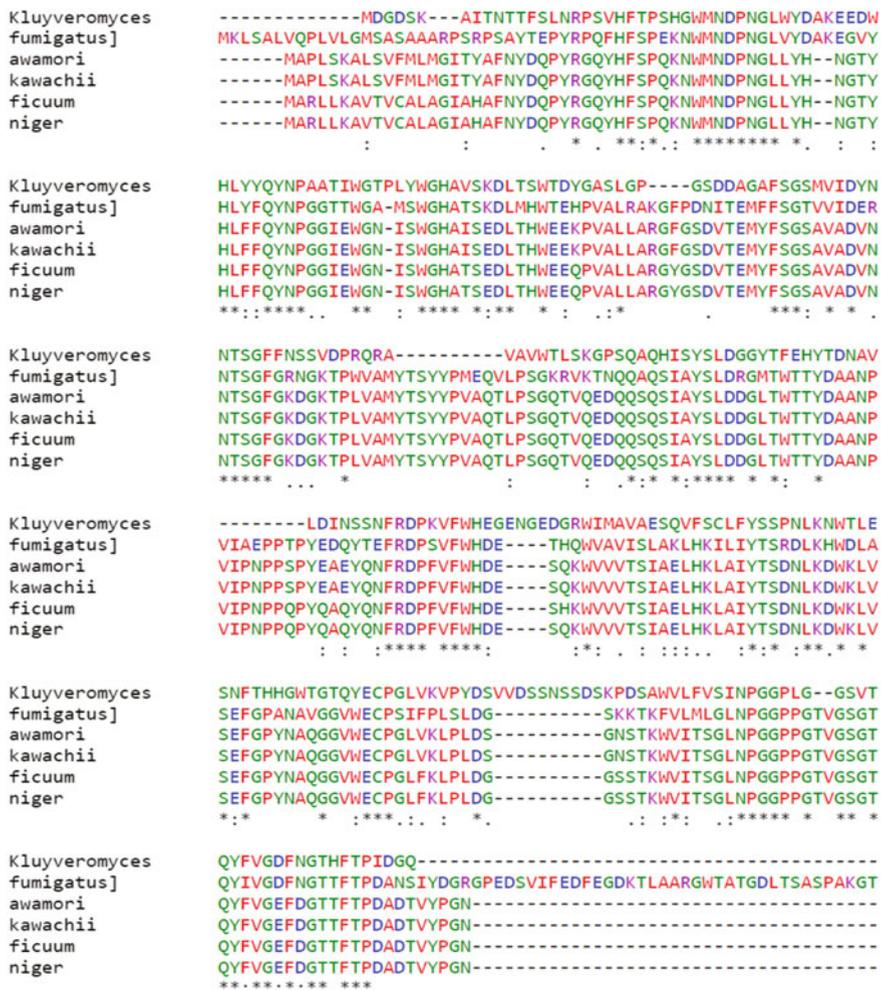 Kluyveromyces --------------MDGDSK---AITNTTFSLNRPSVHFTPSHGWMNDPNGLWYDAKEEDW
fumigatus] MKLSALVQPLVLGMSASAAARPSRPSAYTEPYRPQFHFSPEKNWMNDPNGLVYDAKEGVY
awamori ------MAPLSKALSVFMLMGITYAFNYDQPYRGQYHFSPQKNWMNDPNGLLYH--NGTY
kawachii ------MAPLSKALSVFMLMGITYAFNYDQPYRGQYHFSPQKNWMNDPNGLLYH--NGTY
ficuum ------MARLLKAVTVCALAGIAHAFNYDQPYRGQYHFSPQKNWMNDPNGLLYH--NGTY
niger ------MARLLKAVTVCALAGIAHAFNYDQPYRGQYHFSPQKNWMNDPNGLLYH--NGTY
: : . * . **:*.: ******** *. : :
Kluyveromyces HLYYQYNPAATIWGTPLYWGHAVSKDLTSWTDYGASLGP----GSDDAGAFSGSMVIDYN
fumigatus] HLYFQYNPGGTTWGA-MSWGHATSKDLMHWTEHPVALRAKGFPDNITEMFFSGTVVIDER
awamori HLFFQYNPGGIEWGN-ISWGHAISEDLTHWEEKPVALLARGFGSDVTEMYFSGSAVADVN
kawachii HLFFQYNPGGIEWGN-ISWGHAISEDLTHWEEKPVALLARGFGSDVTEMYFSGSAVADVN
ficuum HLFFQYNPGGIEWGN-ISWGHATSEDLTHWEEQPVALLARGYGSDVTEMYFSGSAVADVN
niger HLFFQYNPGGIEWGN-ISWGHATSEDLTHWEEQPVALLARGYGSDVTEMYFSGSAVADVN
**::****.. ** : **** *:** * : .:* . ***: * * .
Kluyveromyces NTSGFFNSSVDPRQRA----------VAVWTLSKGPSQAQHISYSLDGGYTFEHYTDNAV
fumigatus] NTSGFGRNGKTPWVAMYTSYYPMEQVLPSGKRVKTNQQAQSIAYSLDRGMTWTTYDAANP
awamori NTSGFGKDGKTPLVAMYTSYYPVAQTLPSGQTVQEDQQSQSIAYSLDDGLTWTTYDAANP
kawachii NTSGFGKDGKTPLVAMYTSYYPVAQTLPSGQTVQEDQQSQSIAYSLDDGLTWTTYDAANP
ficuum NTSGFGKDGKTPLVAMYTSYYPVAQTLPSGQTVQEDQQSQSIAYSLDDGLTWTTYDAANP
niger NTSGFGKDGKTPLVAMYTSYYPVAQTLPSGQTVQEDQQSQSIAYSLDDGLTWTTYDAANP
***** ... * : : .*:* *:**** * *: *
Kluyveromyces --------LDINSSNFRDPKVFWHEGENGEDGRWIMAVAESQVFSCLFYSSPNLKNWTLE
fumigatus] VIAEPPTPYEDQYTEFRDPSVFWHDE----THQWVAVISLAKLHKILIYTSRDLKHWDLA
awamori VIPNPPSPYEAEYQNFRDPFVFWHDE----SQKWVVVTSIAELHKLAIYTSDNLKDWKLV
kawachii VIPNPPSPYEAEYQNFRDPFVFWHDE----SQKWVVVTSIAELHKLAIYTSDNLKDWKLV
ficuum VIPNPPQPYQAQYQNFRDPFVFWHDE----SHKWVVVTSIAELHKLAIYTSDNLKDWKLV
niger VIPNPPQPYQAQYQNFRDPFVFWHDE----SQKWVVVTSIAELHKLAIYTSDNLKDWKLV
: : :**** ****: :*: . : :::.. :*:* :**.* *
Kluyveromyces SNFTHHGWTGTQYECPGLVKVPYDSVVDSSNSSDSKPDSAWVLFVSINPGGPLG--GSVT
fumigatus] SEFGPANAVGGVWECPSIFPLSLDG----------SKKTKFVLMLGLNPGGPPGTVGSGT
awamori SEFGPYNAQGGVWECPGLVKLPLDS----------GNSTKWVITSGLNPGGPPGTVGSGT
kawachii SEFGPYNAQGGVWECPGLVKLPLDS----------GNSTKWVITSGLNPGGPPGTVGSGT
ficuum SEFGPYNAQGGVWECPGLFKLPLDG----------GSSTKWVITSGLNPGGPPGTVGSGT
niger SEFGPYNAQGGVWECPGLFKLPLDG----------GSSTKWVITSGLNPGGPPGTVGSGT
*:* * :***.:. : *. .: :*: .:***** * ** *
Kluyveromyces QYFVGDFNGTHFTPIDGQ------------------------------------------
fumigatus] QYIVGDFNGTTFTPDANSIYDGRGPEDSVIFEDFEGDKTLAARGWTATGDLTSASPAKGT
awamori QYFVGEFDGTTFTPDADTVYPGN-------------------------------------
kawachii QYFVGEFDGTTFTPDADTVYPGN-------------------------------------
ficuum QYFVGEFDGTTFTPDADTVYPGN-------------------------------------
niger QYFVGEFDGTTFTPDADTVYPGN-------------------------------------
**.**.*.** ***